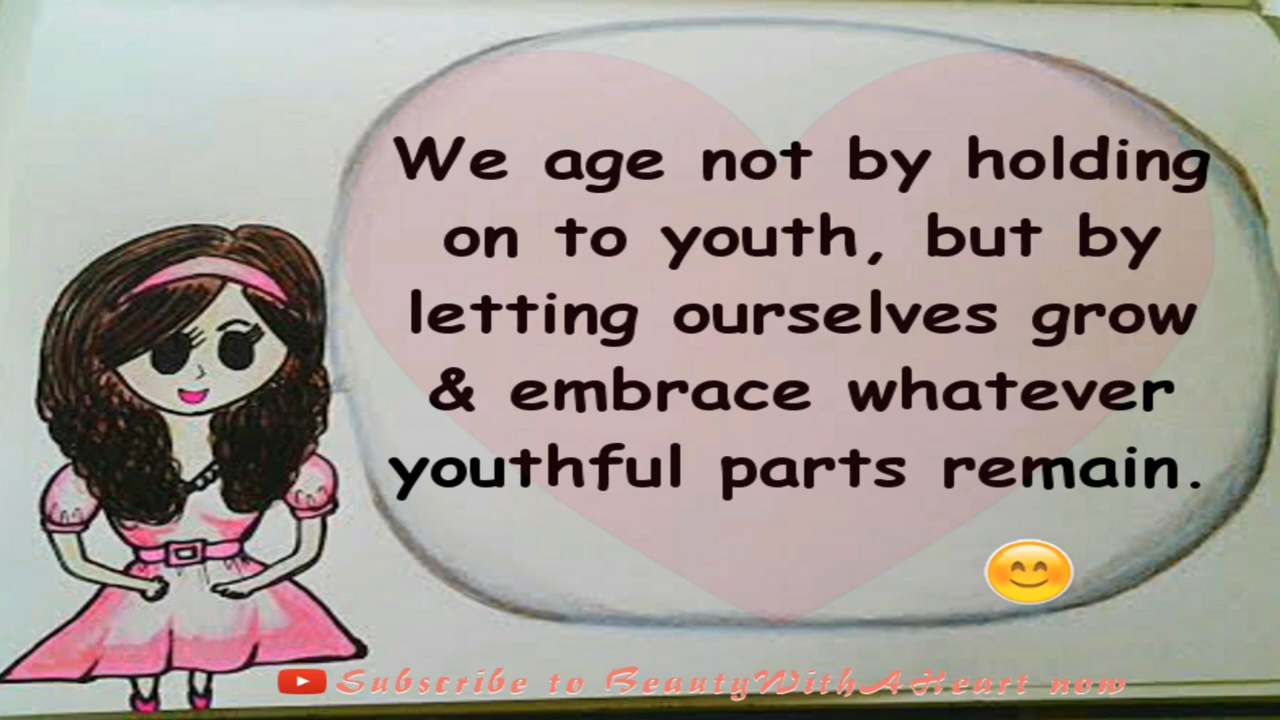 We age not by holding
on to youth, but by
letting ourselves grow
& embrace whatever
youthful parts remain.
Subscribe to BeautyWithAHeart now